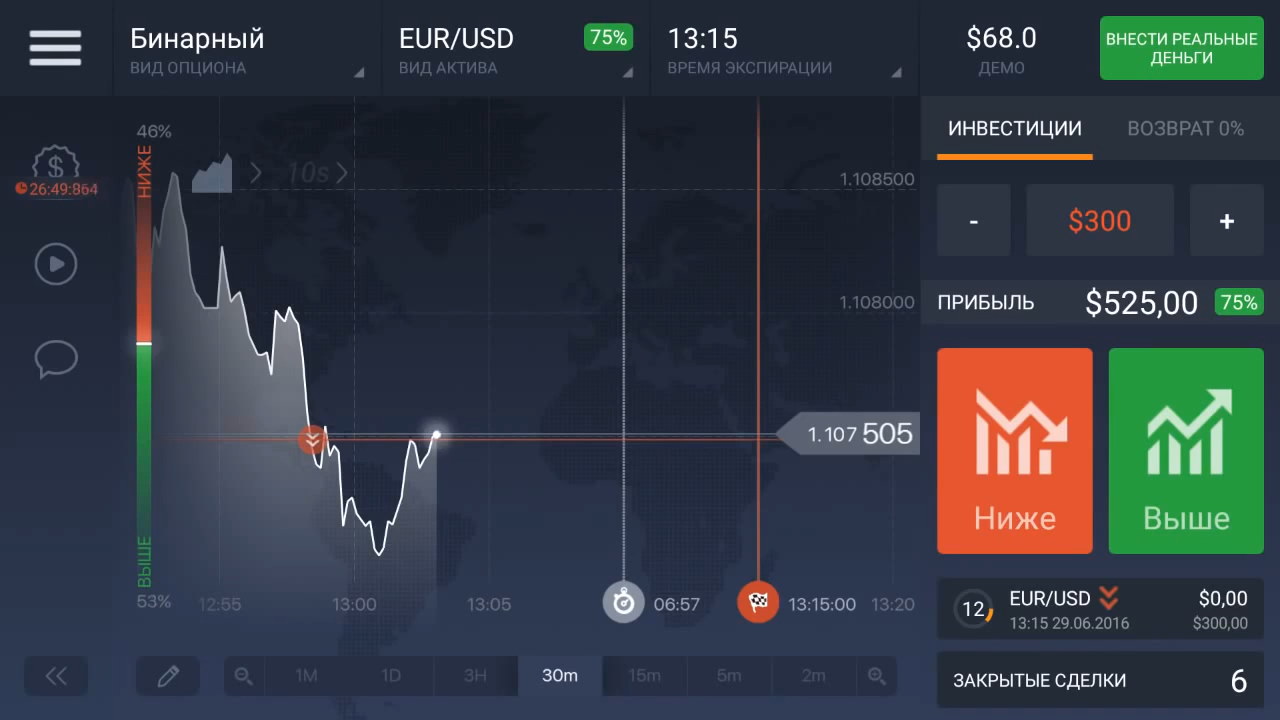 Бинарный
ВИД ОПЦИОНА
EUR/USD
75%
ВИД АКТИВА
13:15
ВРЕМЯ ЭКСПИРАЦИИ
$68.0
ДЕМО
ВНЕСТИ РЕАЛЬНЫЕ
ДЕНЬГИ
$
26:49:864
46%
НИЖЕ
10s
1.108500
1.108000
1.107505
ВЫШЕ
53%
12:55
13:00
13:05
06:57
13:15:00
13:20
1M
1D
3H
30m
15m
5m
2m
ИНВЕСТИЦИИ
ВОЗВРАТ 0%
-
$300
+
ПРИБЫЛЬ
$525,00
75%
Ниже
Выше
12
EUR/USD
$0,00
13:15 29.06.2016
$300,00
ЗАКРЫТЫЕ СДЕЛКИ
6